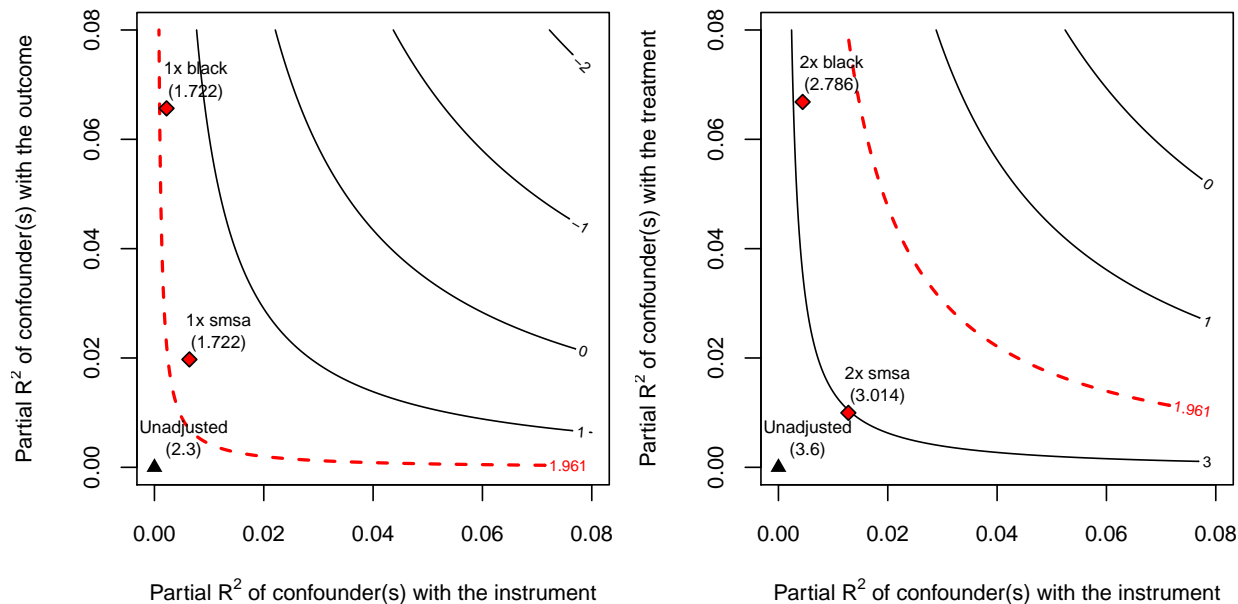 Partial R² of confounder(s) with the outcome
0.00 0.02 0.04 0.06 0.08
−2
−1
0
1
1.961
1x black
(1.722)
1x smsa
(1.722)
Unadjusted
(2.3)
0.00 0.02 0.04 0.06 0.08
Partial R² of confounder(s) with the instrument
Partial R² of confounder(s) with the treatment
0.00 0.02 0.04 0.06 0.08
0
1
1.961
3
2x black
(2.786)
2x smsa
(3.014)
Unadjusted
(3.6)
0.00 0.02 0.04 0.06 0.08
Partial R² of confounder(s) with the instrument